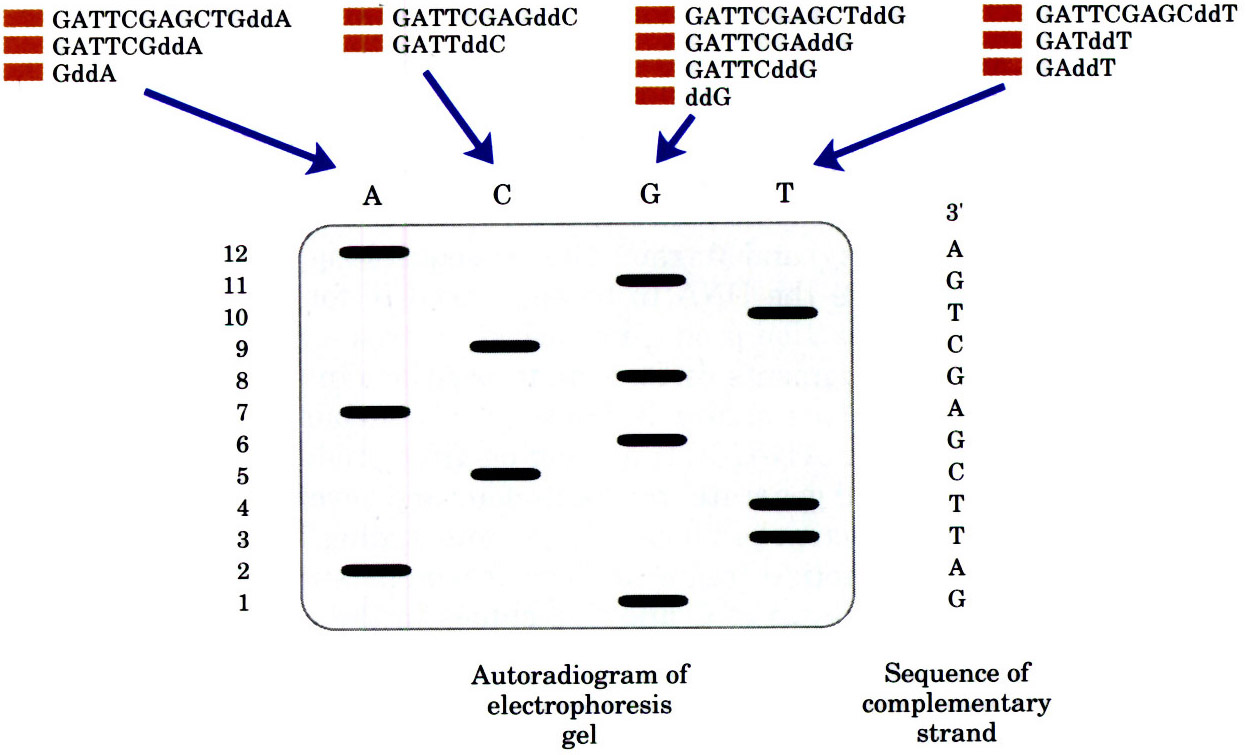 GATTCGAGCTGddA
GATTCGddA
GddA
GATTCGAGddC
GATTddC
GATTCGAGCTddG
GATTCGAddG
GATTCddG
ddG
GATTCGAGCddT
GATddT
GAddT
A C G T
3'
12 A
11 G
10 T
9 C
8 G
7 A
6 G
5 C
4 T
3 T
2 A
1 G
Autoradiogram of
electrophoresis
gel
Sequence of
complementary
strand